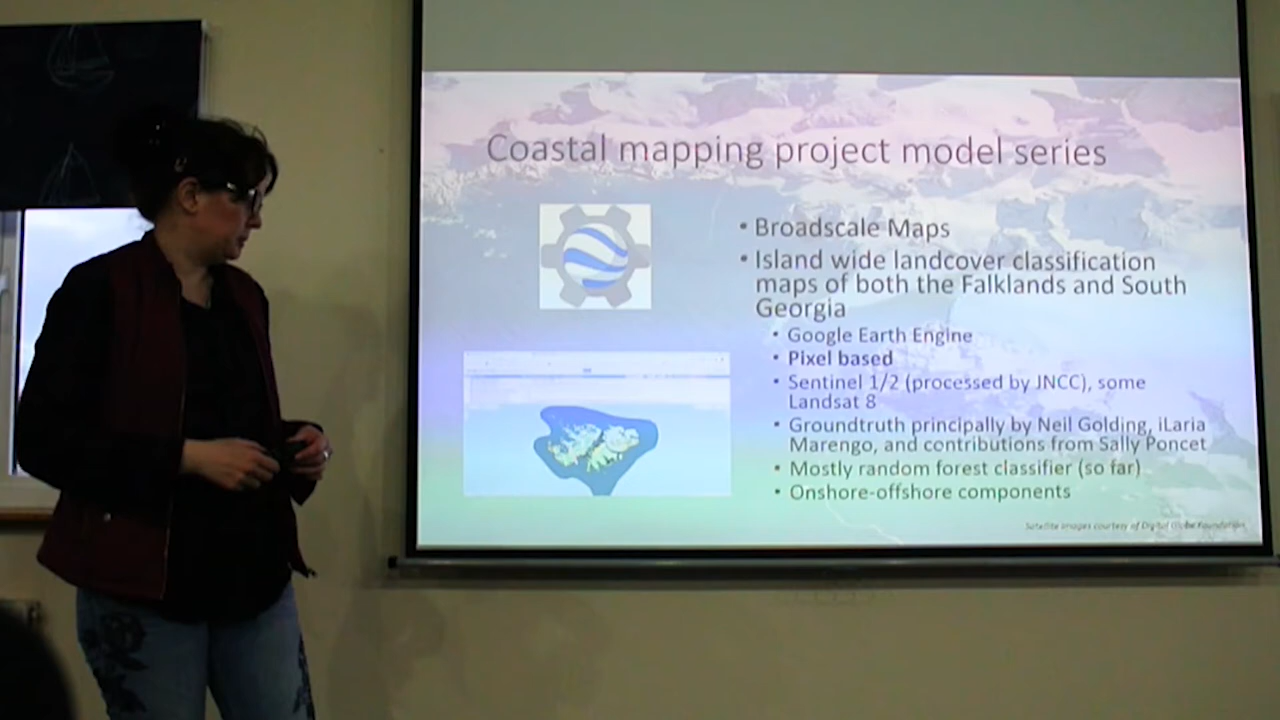 Coastal mapping project model series
• Broadscale Maps
• Island wide landcover classification
maps of both the Falklands and South
Georgia
• Google Earth Engine
• Pixel based
• Sentinel 1/2 (processed by JNCC), some
Landsat 8
• Groundtruth principally by Neil Golding, iLaria
Marengo, and contributions from Sally Poncet
• Mostly random forest classifier (so far)
• Onshore-offshore components
Satellite images courtesy of Digital Globe Foundation